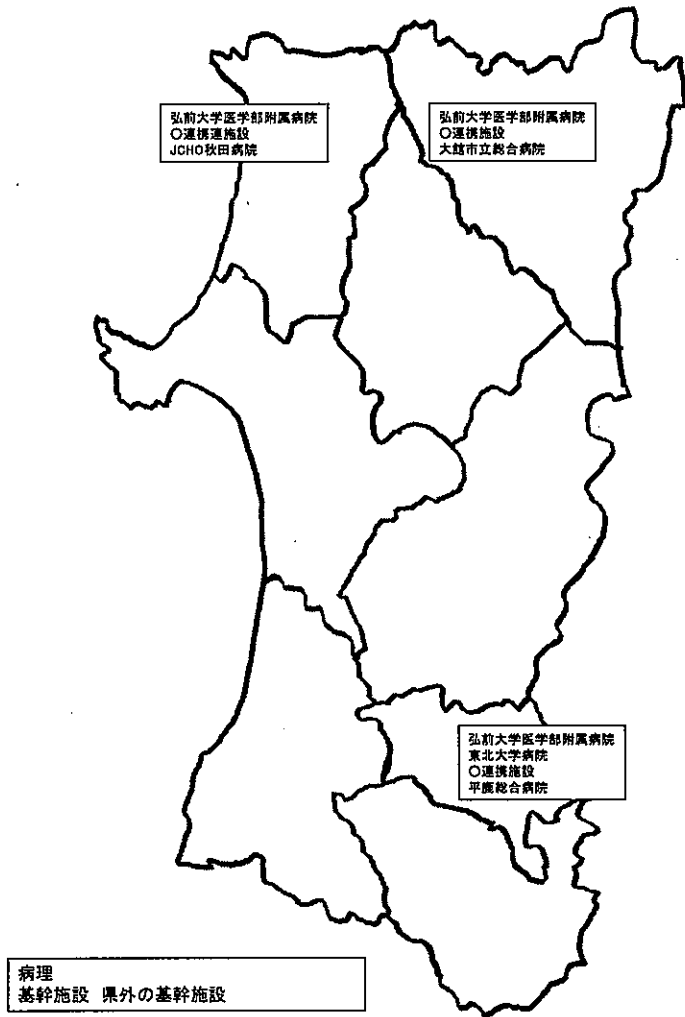 弘前大学医学部附属病院
〇連携連施設
JCHO秋田病院
弘前大学医学部附属病院
〇連携施設
大館市立総合病院
弘前大学医学部附属病院
東北大学病院
〇連携施設
平鹿総合病院
病理
基幹施設 県外の基幹施設